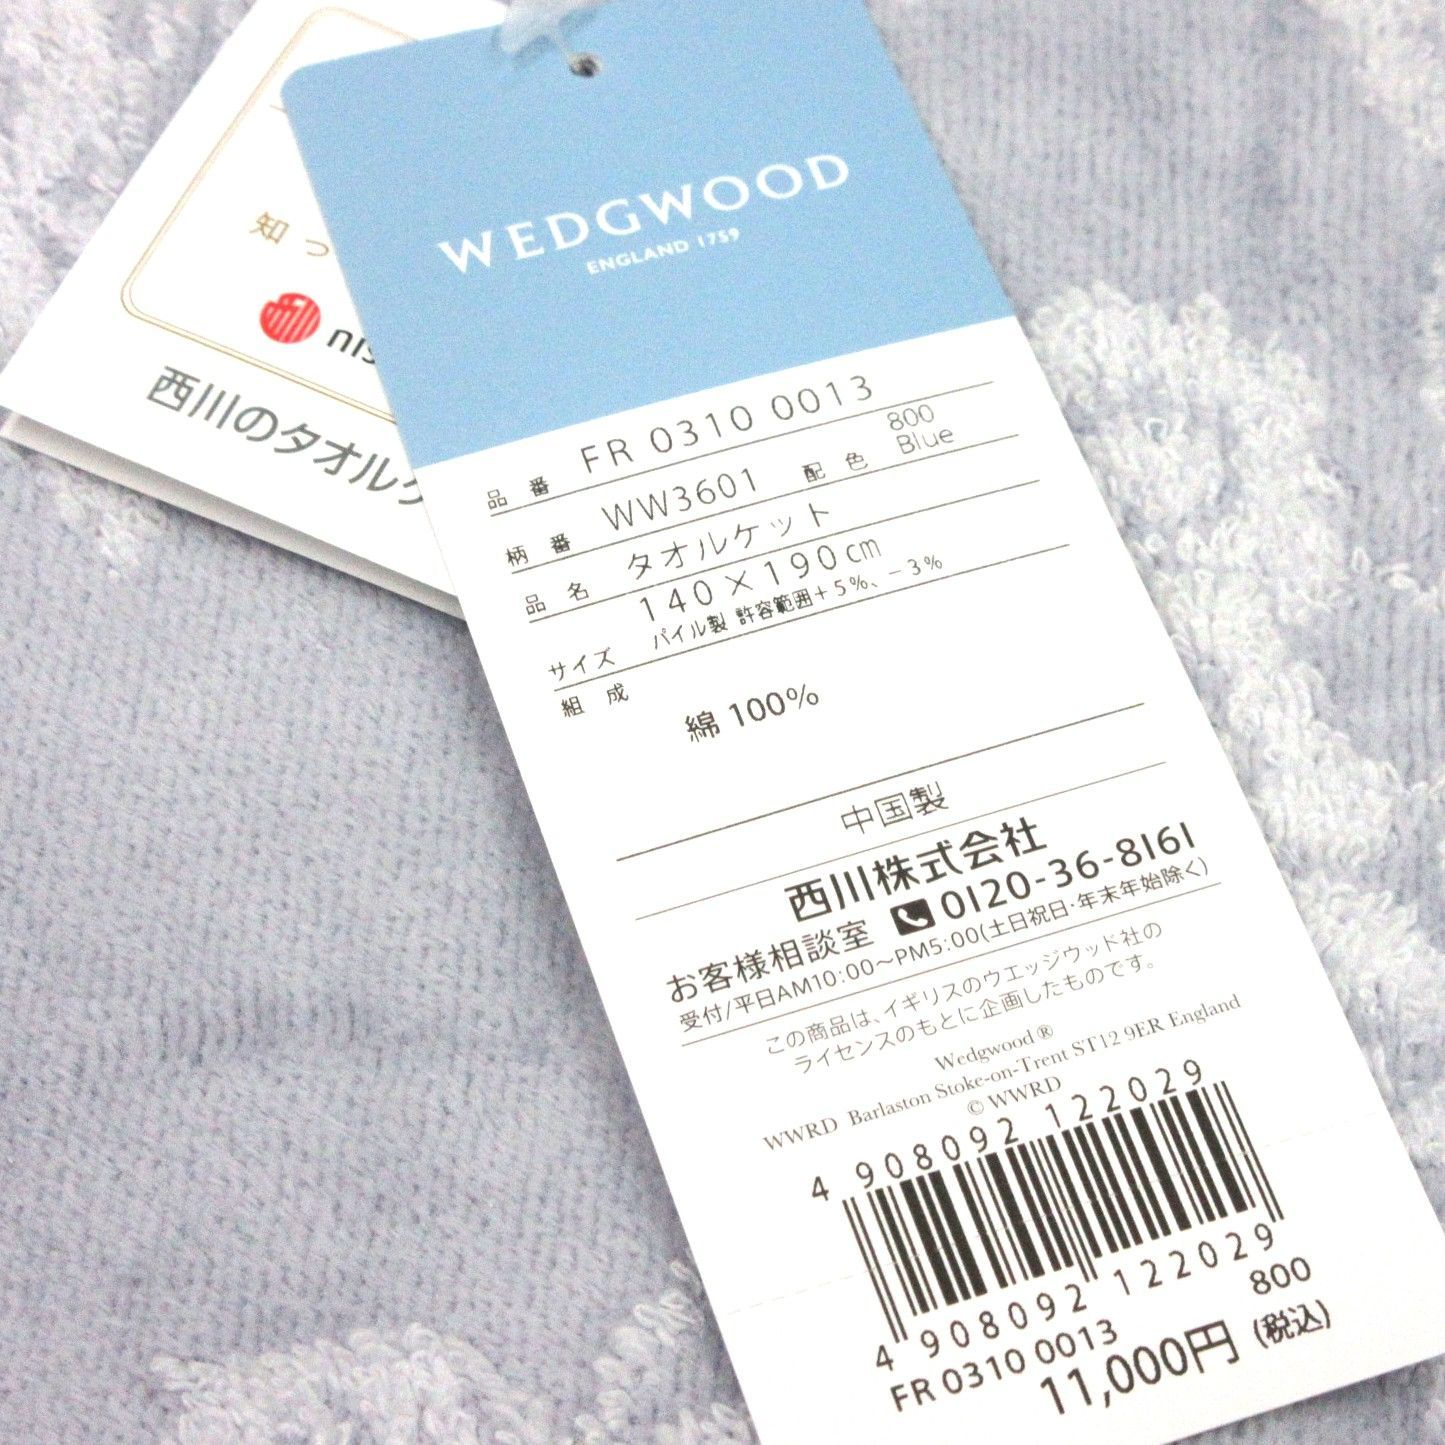 知っ
西川のタオルケ
WEDGWOOD
ENGLAND 1759
品番 FR 0310 0013
柄番 WW3601 配色 800 Blue
品名 タオルケット
サイズ 140×190cm
パイル製 許容範囲+5%、-3%
組成
綿 100%
中国製
西川株式会社
お客様相談室 0120-36-8161
受付/平日AM10:00~PM5:00(土日祝日・年末年始除く)
この商品は、イギリスのウエッジウッド社の
ライセンスのもとに企画したものです。
Wedgwood®
WWRD Barlaston Stoke-on-Trent ST12 9ER England
© WWRD
4 908092 122029
4 908092 122029
FR 0310 0013 800
11,000円 (税込)